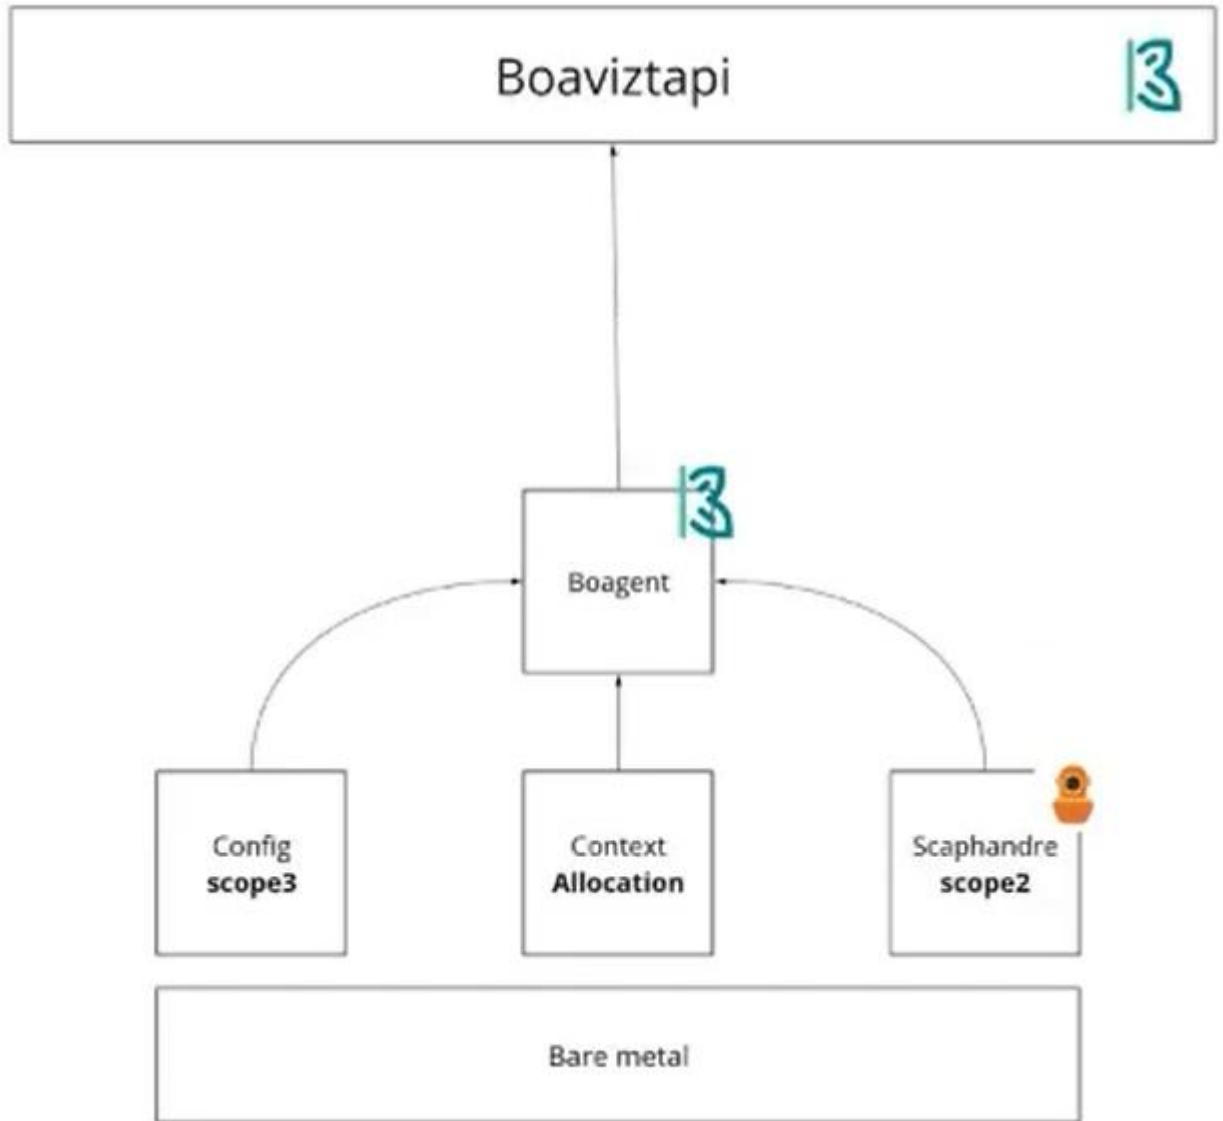 Boaviztapi
Boagent
Config
scope3
Context
Allocation
Scaphandre
scope2
Bare metal